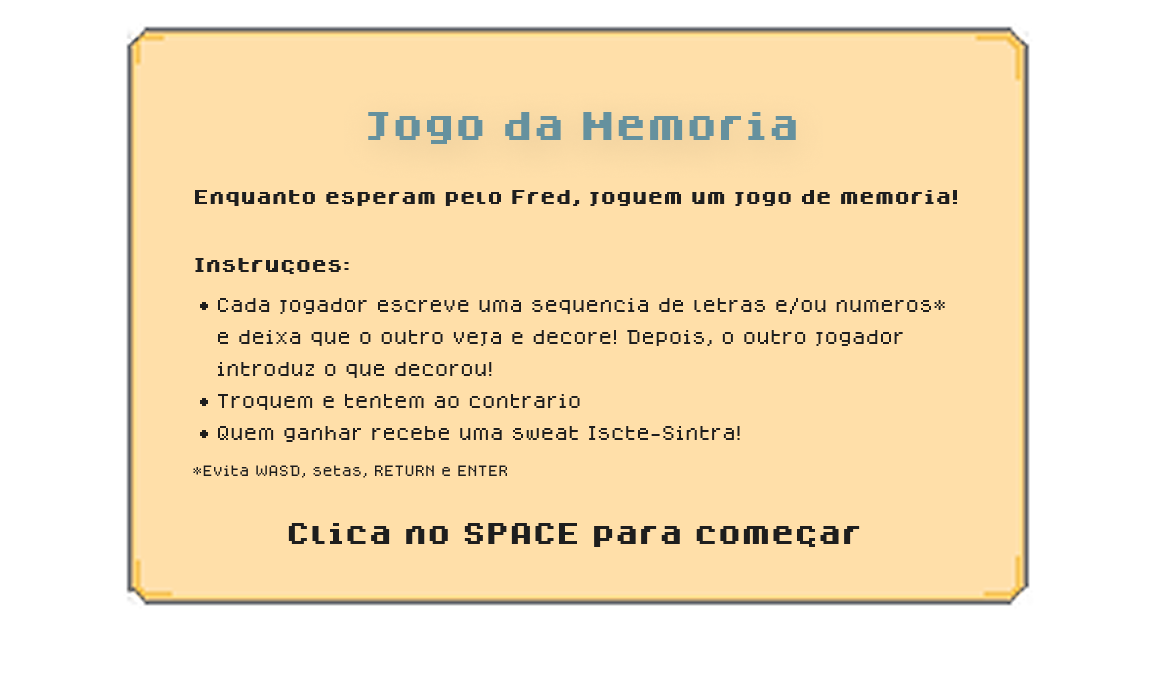 Jogo da Memoria
Enquanto esperam pelo Fred, joguem um jogo de memoria!
Instruçoes:
• Cada jogador escreve uma sequencia de letras e/ou numeros*
e deixa que o outro veja e decore! Depois, o outro jogador
introduz o que decorou!
• Troquem e tentem ao contrario
• Quem ganhar recebe uma sweat Iscte-Sintra!
*Evita WASD, setas, RETURN e ENTER
Clica no SPACE para começar